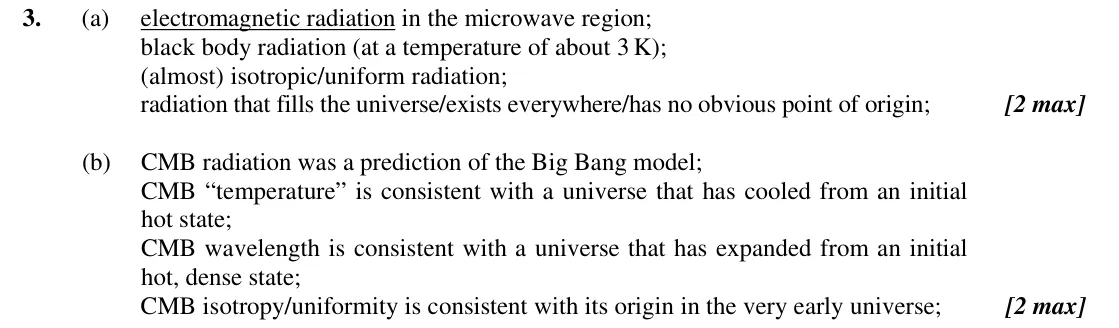 3. (a) electromagnetic radiation in the microwave region;
black body radiation (at a temperature of about 3 K);
(almost) isotropic/uniform radiation;
radiation that fills the universe/exists everywhere/has no obvious point of origin; [2 max]
(b) CMB radiation was a prediction of the Big Bang model;
CMB “temperature” is consistent with a universe that has cooled from an initial
hot state;
CMB wavelength is consistent with a universe that has expanded from an initial
hot, dense state;
CMB isotropy/uniformity is consistent with its origin in the very early universe; [2 max]